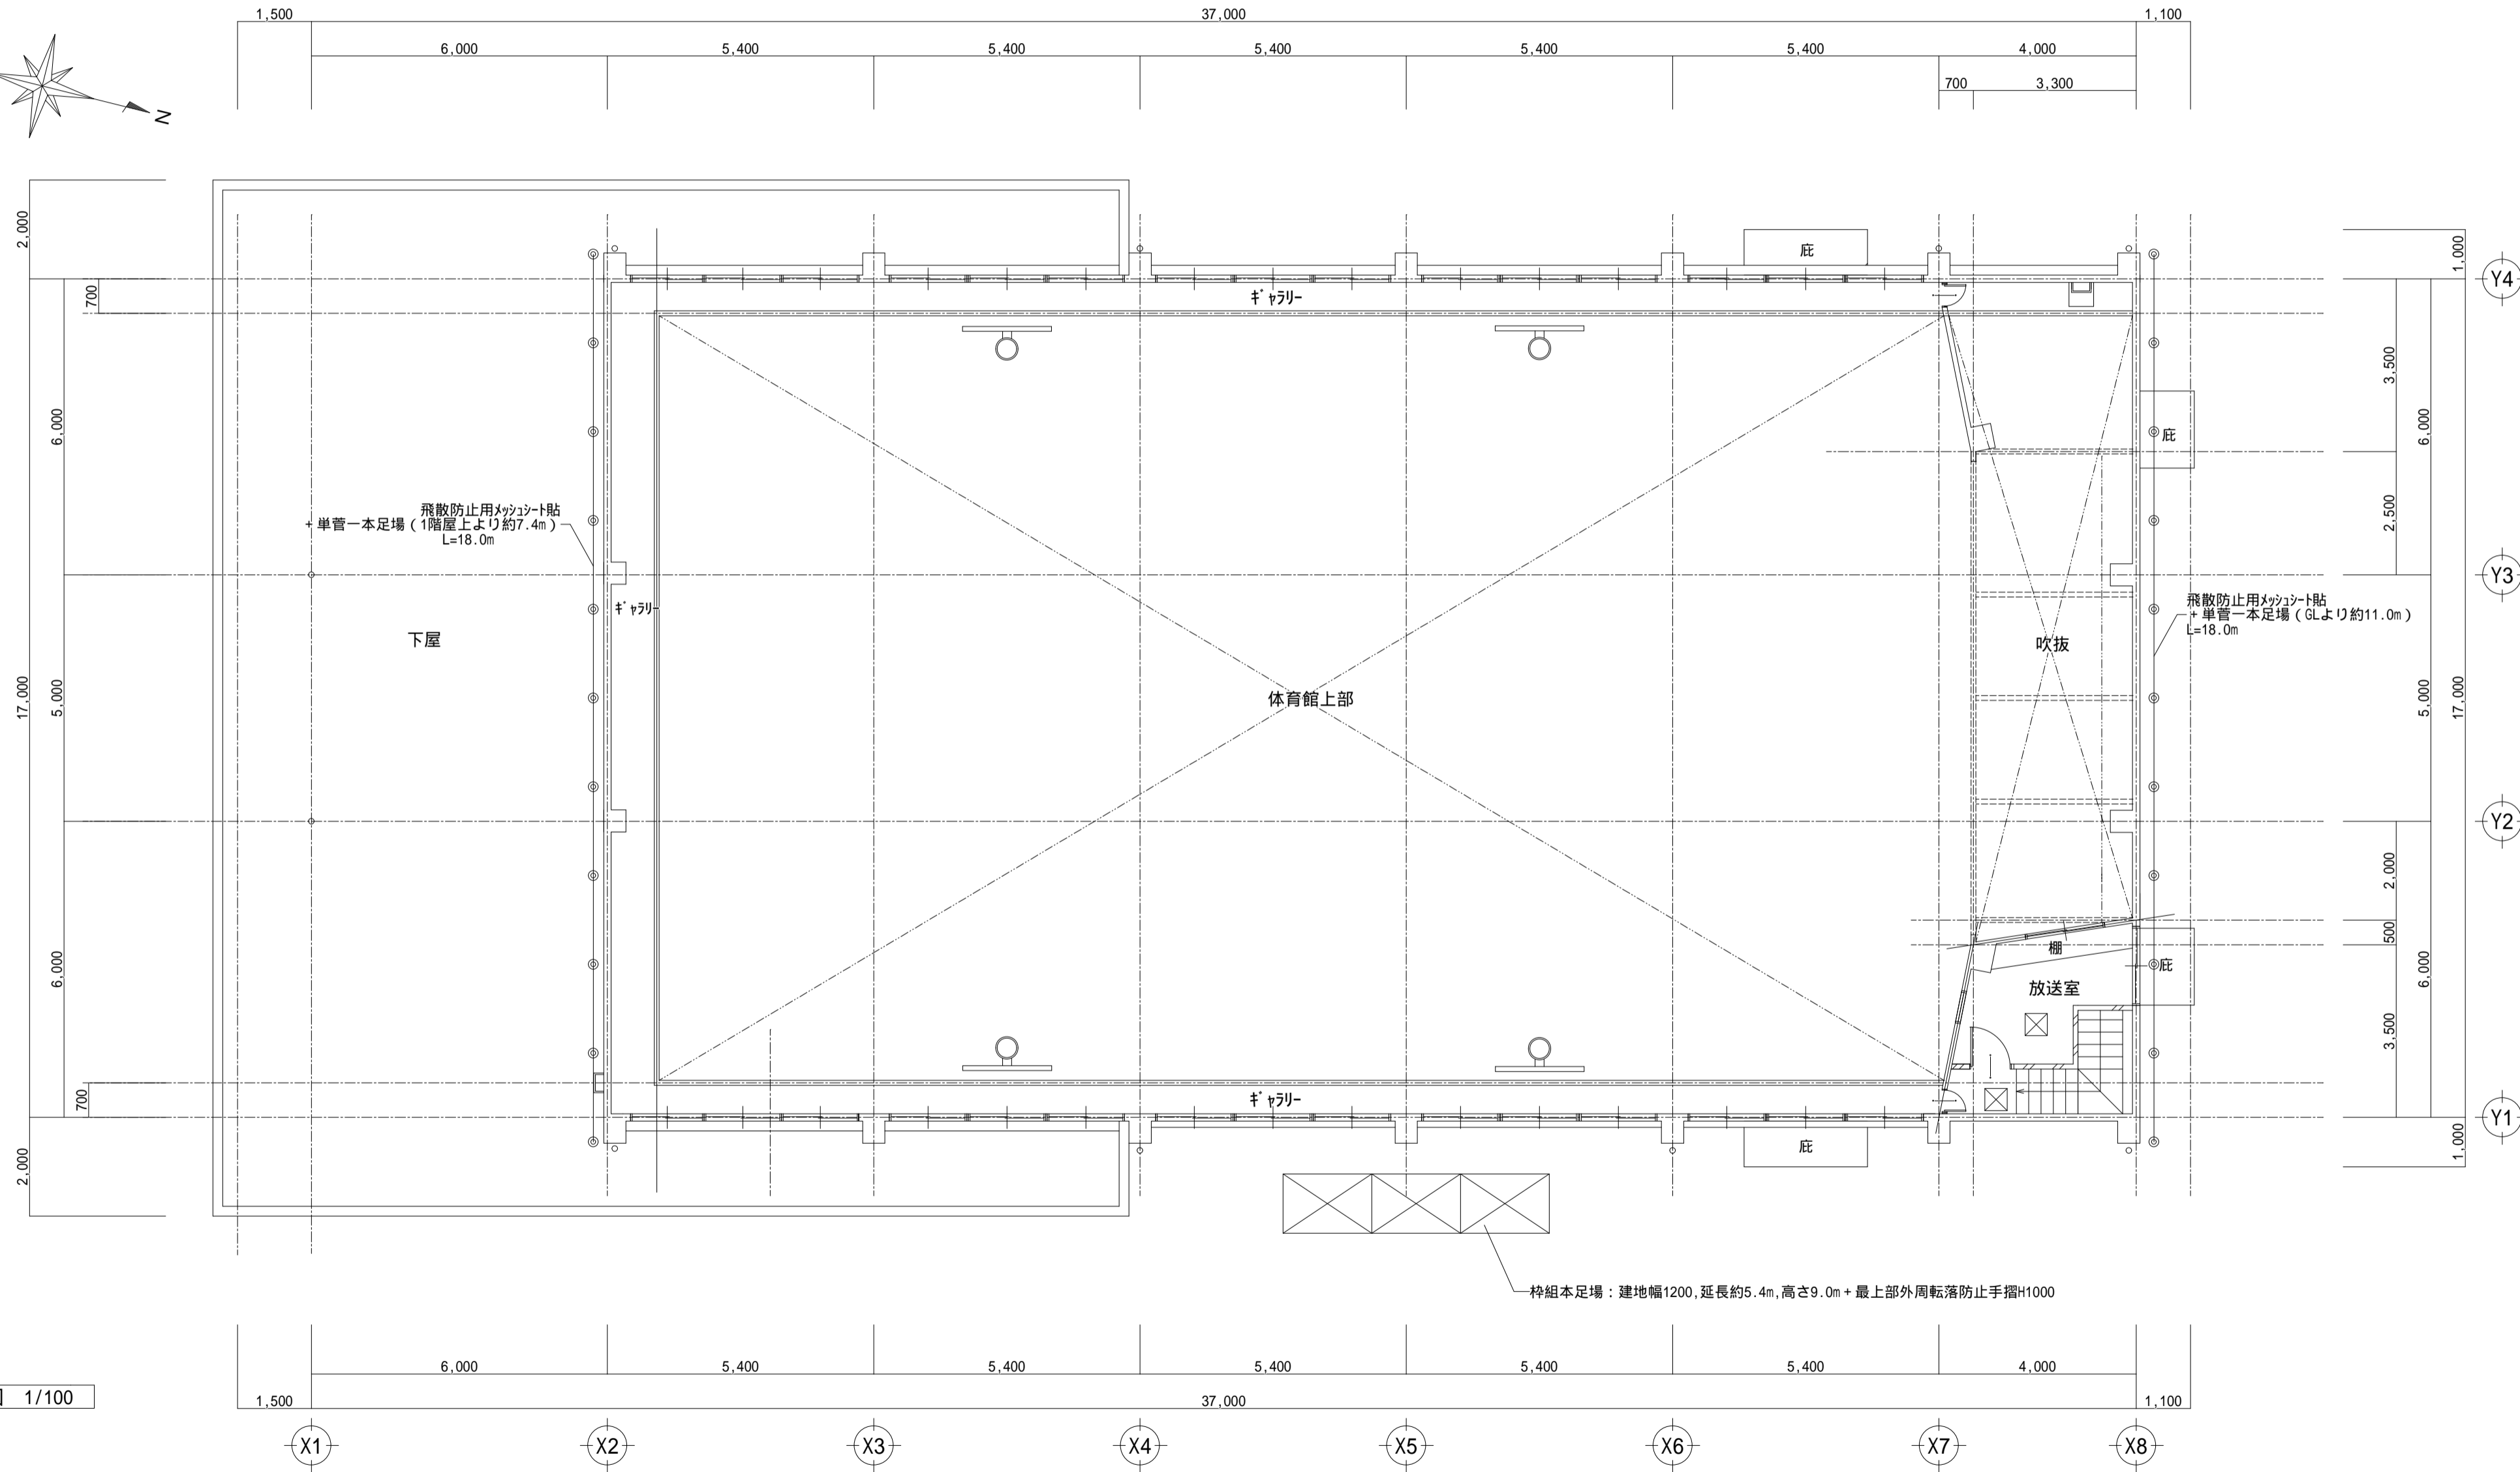 1,500
37,000
1,100
6,000
5,400
5,400
5,400
5,400
5,400
4,000
700
3,300
N
2,000
1,000
庇
Y4
700
ｷﾞｬﾗﾘｰ
3,500
6,000
6,000
庇
飛散防止用ﾒｯｼｭｼｰﾄ貼
+ 単菅一本足場（1階屋上より約7.4m）
L=18.0m
2,500
Y3
ｷﾞｬﾗﾘｰ
飛散防止用ﾒｯｼｭｼｰﾄ貼
+ 単菅一本足場（GLより約11.0m）
L=18.0m
下屋
吹抜
17,000
5,000
体育館上部
5,000
17,000
Y2
2,000
500
棚
庇
6,000
6,000
放送室
3,500
700
ｷﾞｬﾗﾘｰ
Y1
庇
2,000
1,000
枠組本足場：建地幅1200,延長約5.4m,高さ9.0m + 最上部外周転落防止手摺H1000
6,000
5,400
5,400
5,400
5,400
5,400
4,000
1/100
1,500
37,000
1,100
X1
X2
X3
X4
X5
X6
X7
X8